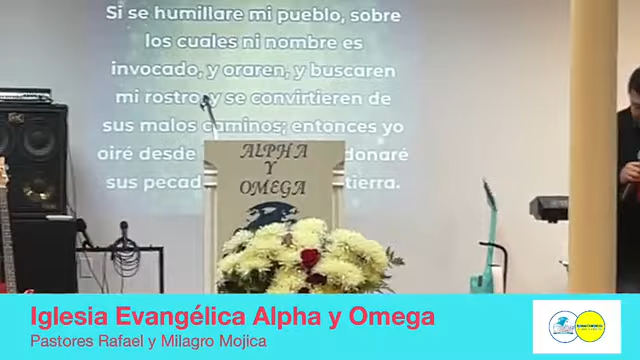 Si se humillare mi pueblo, sobre
los cuales ni nombre es
invocado, y oraren, y buscaren
mi rostro, y se convirtieren de
sus malos caminos; entonces yo
oiré desde donaré
sus pecad tierra.
ALPHA
Y
OMEGA
Iglesia Evangélica Alpha y Omega
Pastores Rafael y Milagro Mojica